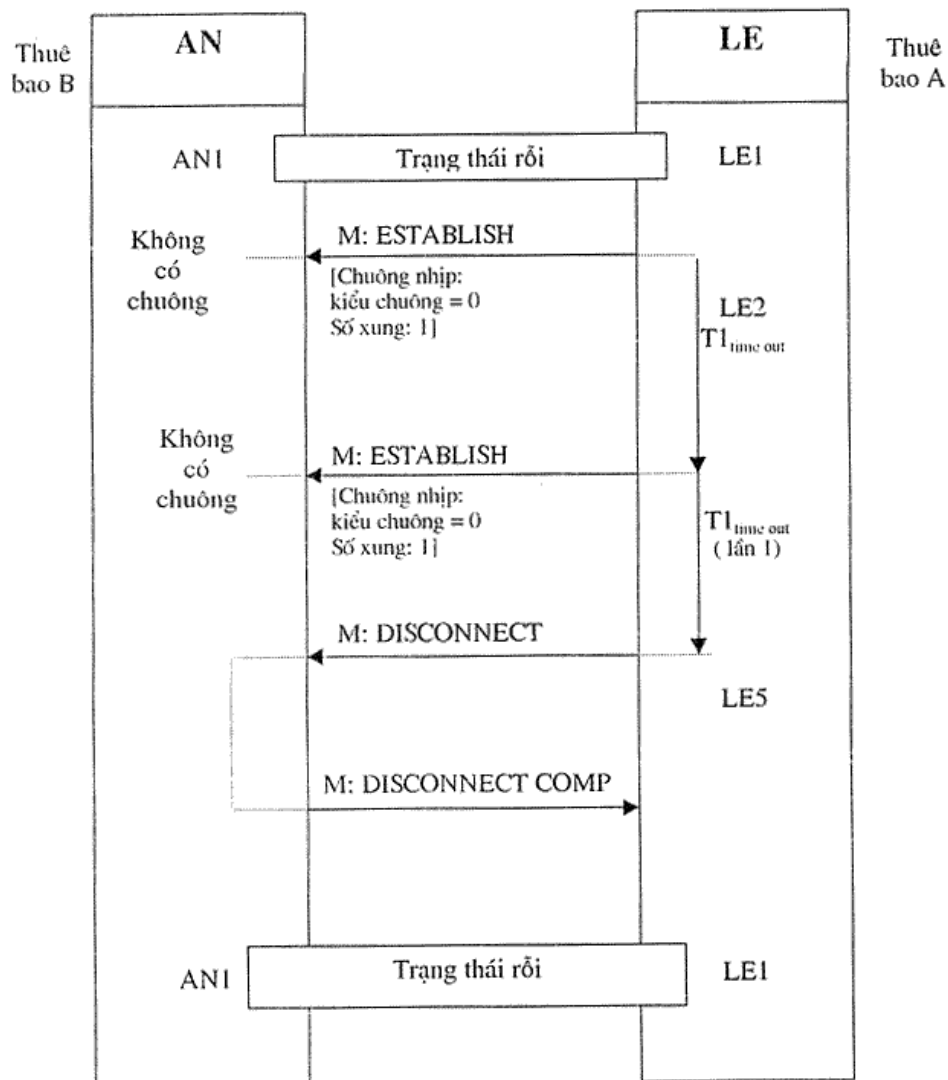 AN
LE
Thuê
bao B
Thuê
bao A
AN1
Trạng thái rỗi
LE1
Không
có
chuông
M: ESTABLISH
[Chuông nhịp:
kiểu chuông = 0
Số xung: 1]
LE2
T1time out
Không
có
chuông
M: ESTABLISH
[Chuông nhịp:
kiểu chuông = 0
Số xung: 1]
T1time out
( lần 1)
M: DISCONNECT
LE5
M: DISCONNECT COMP
AN1
Trạng thái rỗi
LE1